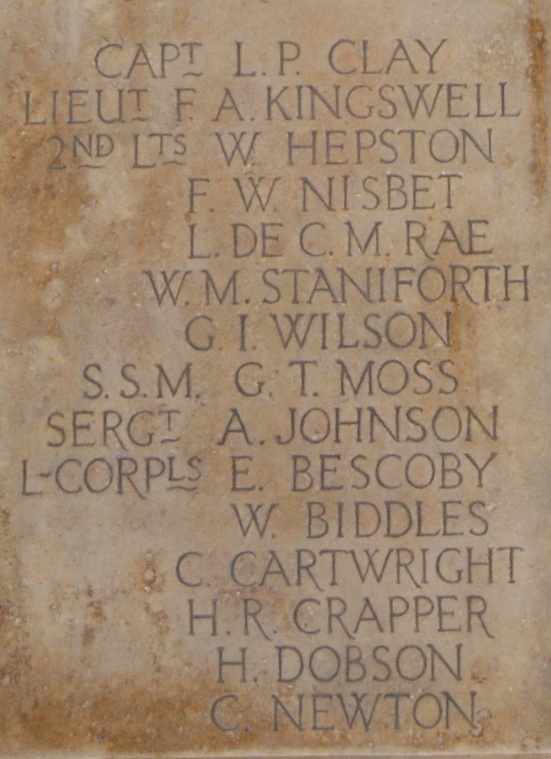 CAPT L. P. CLAY
LIEUT F. A. KINGSWELL
2ND LTS W. HEPSTON
F. W. NISBET
L. DE C. M. RAE
W. M. STANIFORTH
G. I. WILSON
S. S. M. G. T. MOSS
SERGT A. JOHNSON
L-CORPLS E. BESCOBY
W. BIDDLES
C. CARTWRIGHT
H. R. CRAPPER
H. DOBSON
C. NEWTON